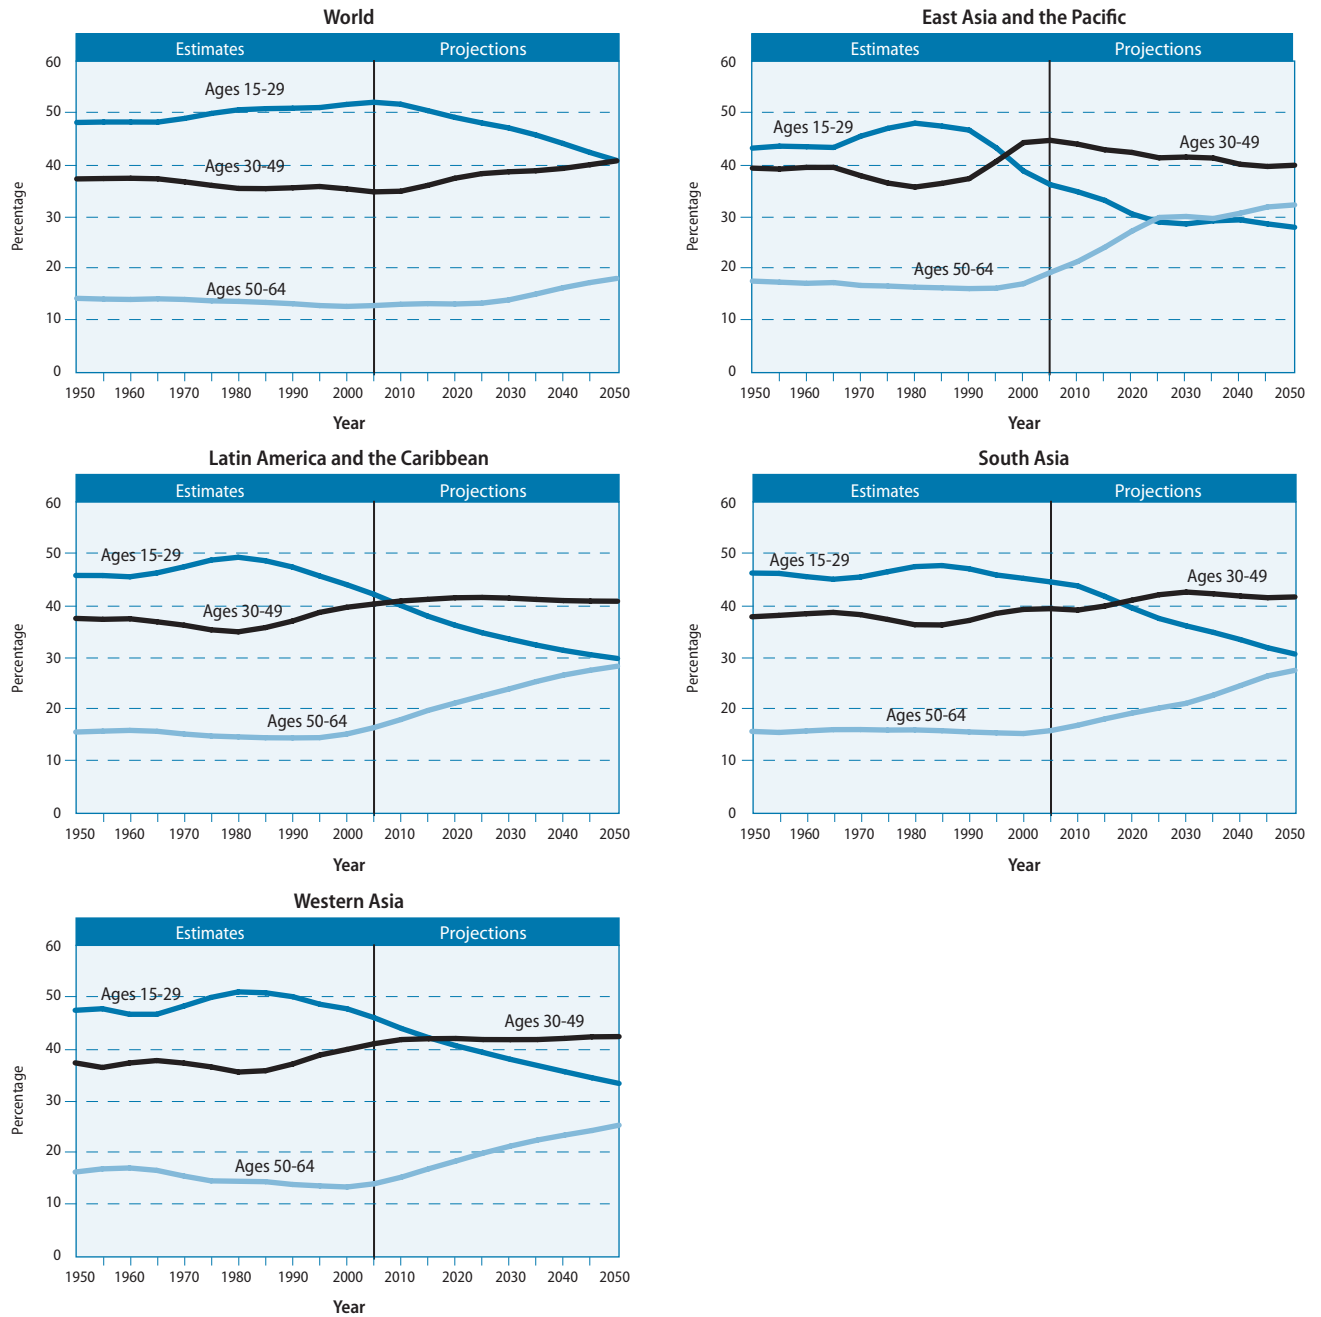 World
Estimates Projections
60
Ages 15-29
50
Ages 30-49
40
30
Ages 50-64
20
10
0
Percentage
1950 1960 1970 1980 1990 2000 2010 2020 2030 2040 2050
Year
East Asia and the Pacific
Estimates Projections
60
50
Ages 15-29
Ages 30-49
40
30
20
Ages 50-64
10
0
Percentage
1950 1960 1970 1980 1990 2000 2010 2020 2030 2040 2050
Year
Latin America and the Caribbean
Estimates Projections
60
50
Ages 15-29
40
Ages 30-49
30
20
Ages 50-64
10
0
Percentage
1950 1960 1970 1980 1990 2000 2010 2020 2030 2040 2050
Year
South Asia
Estimates Projections
60
50
Ages 15-29
Ages 30-49
40
30
20
Ages 50-64
10
0
Percentage
1950 1960 1970 1980 1990 2000 2010 2020 2030 2040 2050
Year
Western Asia
Estimates Projections
60
50
Ages 15-29
Ages 30-49
40
30
20
Ages 50-64
10
0
Percentage
1950 1960 1970 1980 1990 2000 2010 2020 2030 2040 2050
Year